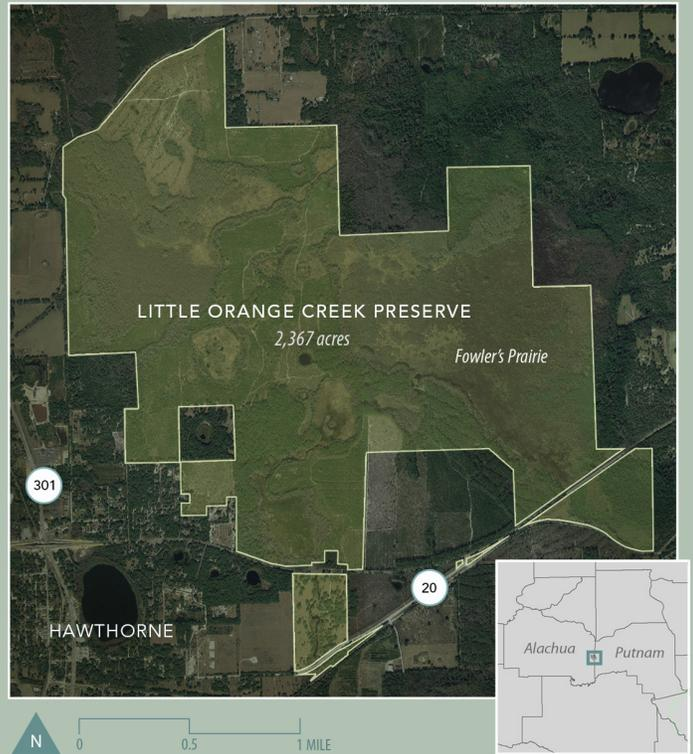 LITTLE ORANGE CREEK PRESERVE
2,367 acres
Fowler's Prairie
301
20
HAWTHORNE
Alachua
Putnam
N
0
0.5
1 MILE